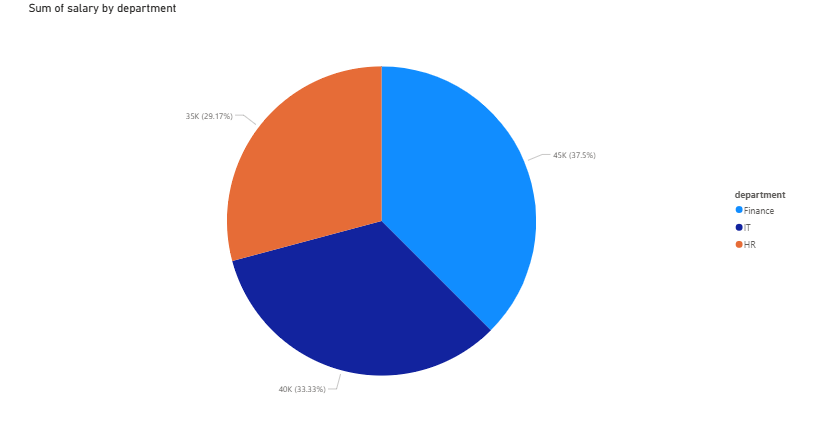 Sum of salary by department
35K (29.17%)
45K (37.5%)
40K (33.33%)
department
Finance
IT
HR